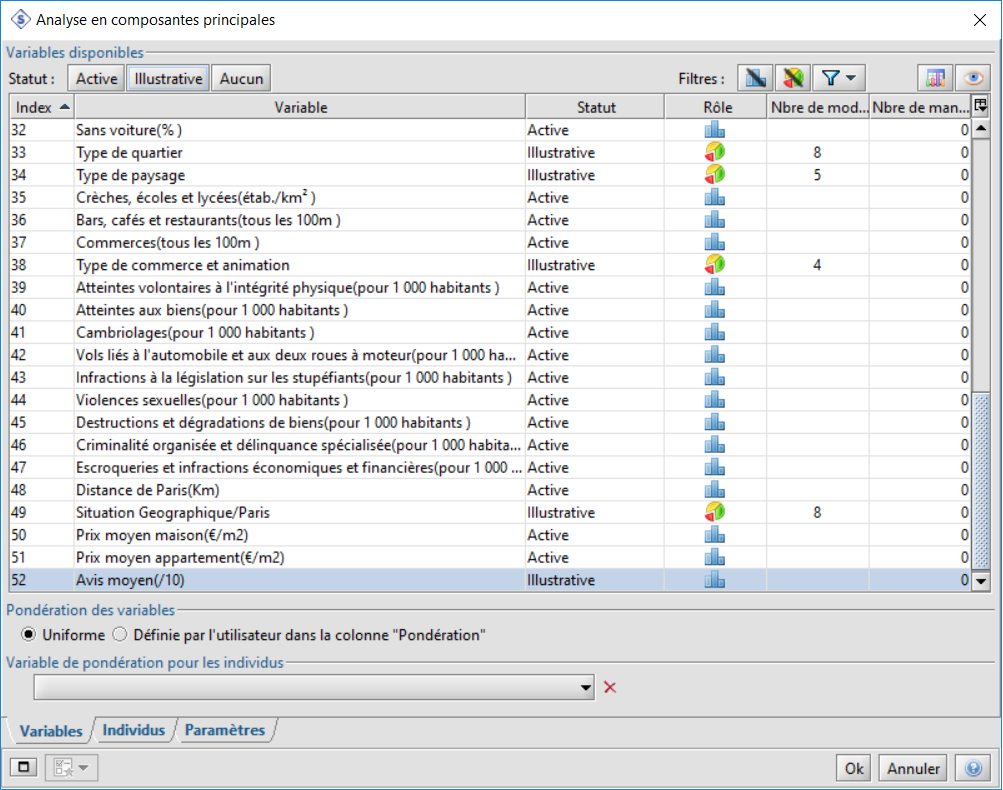 Analyse en composantes principales
Variables disponibles
Statut : Active Illustrative Aucun Filtres :
Index Variable Statut Rôle Nbre de mod... Nbre de man...
32 Sans voiture(% ) Active 0
33 Type de quartier Illustrative 8 0
34 Type de paysage Illustrative 5 0
35 Crèches, écoles et lycées(étab./km² ) Active 0
36 Bars, cafés et restaurants(tous les 100m ) Active 0
37 Commerces(tous les 100m ) Active 0
38 Type de commerce et animation Illustrative 4 0
39 Atteintes volontaires à l'intégrité physique(pour 1 000 habitants ) Active 0
40 Atteintes aux biens(pour 1 000 habitants ) Active 0
41 Cambriolages(pour 1 000 habitants ) Active 0
42 Vols liés à l'automobile et aux deux roues à moteur(pour 1 000 ha... Active 0
43 Infractions à la législation sur les stupéfiants(pour 1 000 habitants ) Active 0
44 Violences sexuelles(pour 1 000 habitants ) Active 0
45 Destructions et dégradations de biens(pour 1 000 habitants ) Active 0
46 Criminalité organisée et délinquance spécialisée(pour 1 000 habita... Active 0
47 Escroqueries et infractions économiques et financières(pour 1 000 ... Active 0
48 Distance de Paris(Km) Active 0
49 Situation Geographique/Paris Illustrative 8 0
50 Prix moyen maison(€/m2) Active 0
51 Prix moyen appartement(€/m2) Active 0
52 Avis moyen(/10) Illustrative 0
Pondération des variables
Uniforme Définie par l'utilisateur dans la colonne "Pondération"
Variable de pondération pour les individus
Variables Individus Paramètres
Ok Annuler